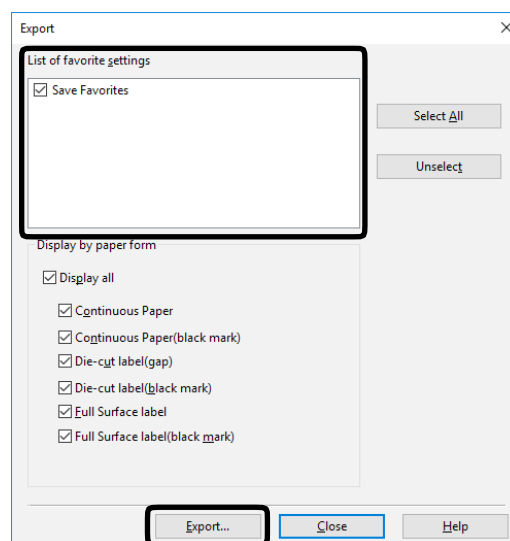 Export
List of favorite settings
Save Favorites
Select All
Unselect
Display by paper form
Display all
Continuous Paper
Continuous Paper(black mark)
Die-cut label(gap)
Die-cut label(black mark)
Full Surface label
Full Surface label(black mark)
Export... Close Help